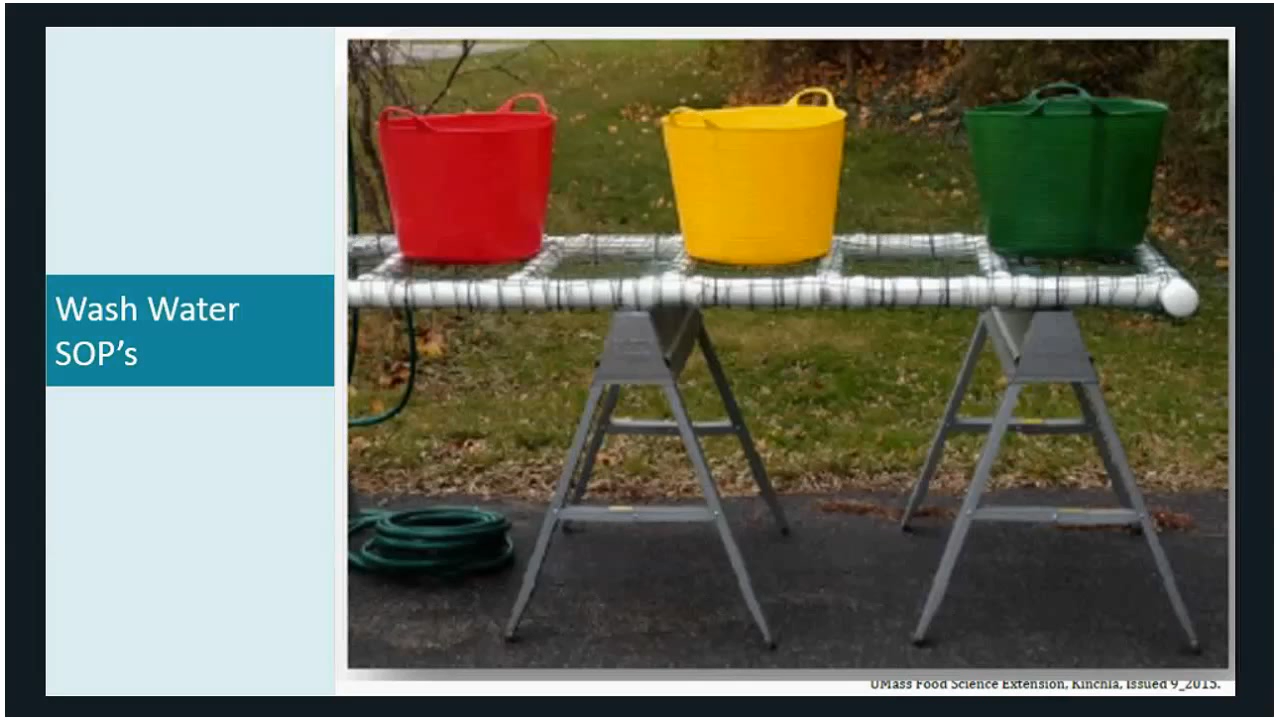 Wash Water
SOP’s
UMass Food Science Extension, Kinchla, Issued 9_2015.